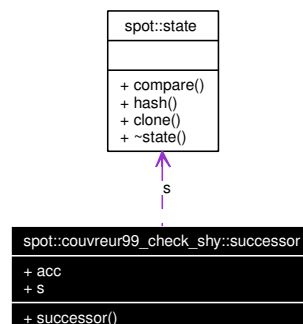 spot::state
+ compare()
+ hash()
+ clone()
+ ~state()
s
spot::couvreur99_check_shy::successor
+ acc
+ s
+ successor()